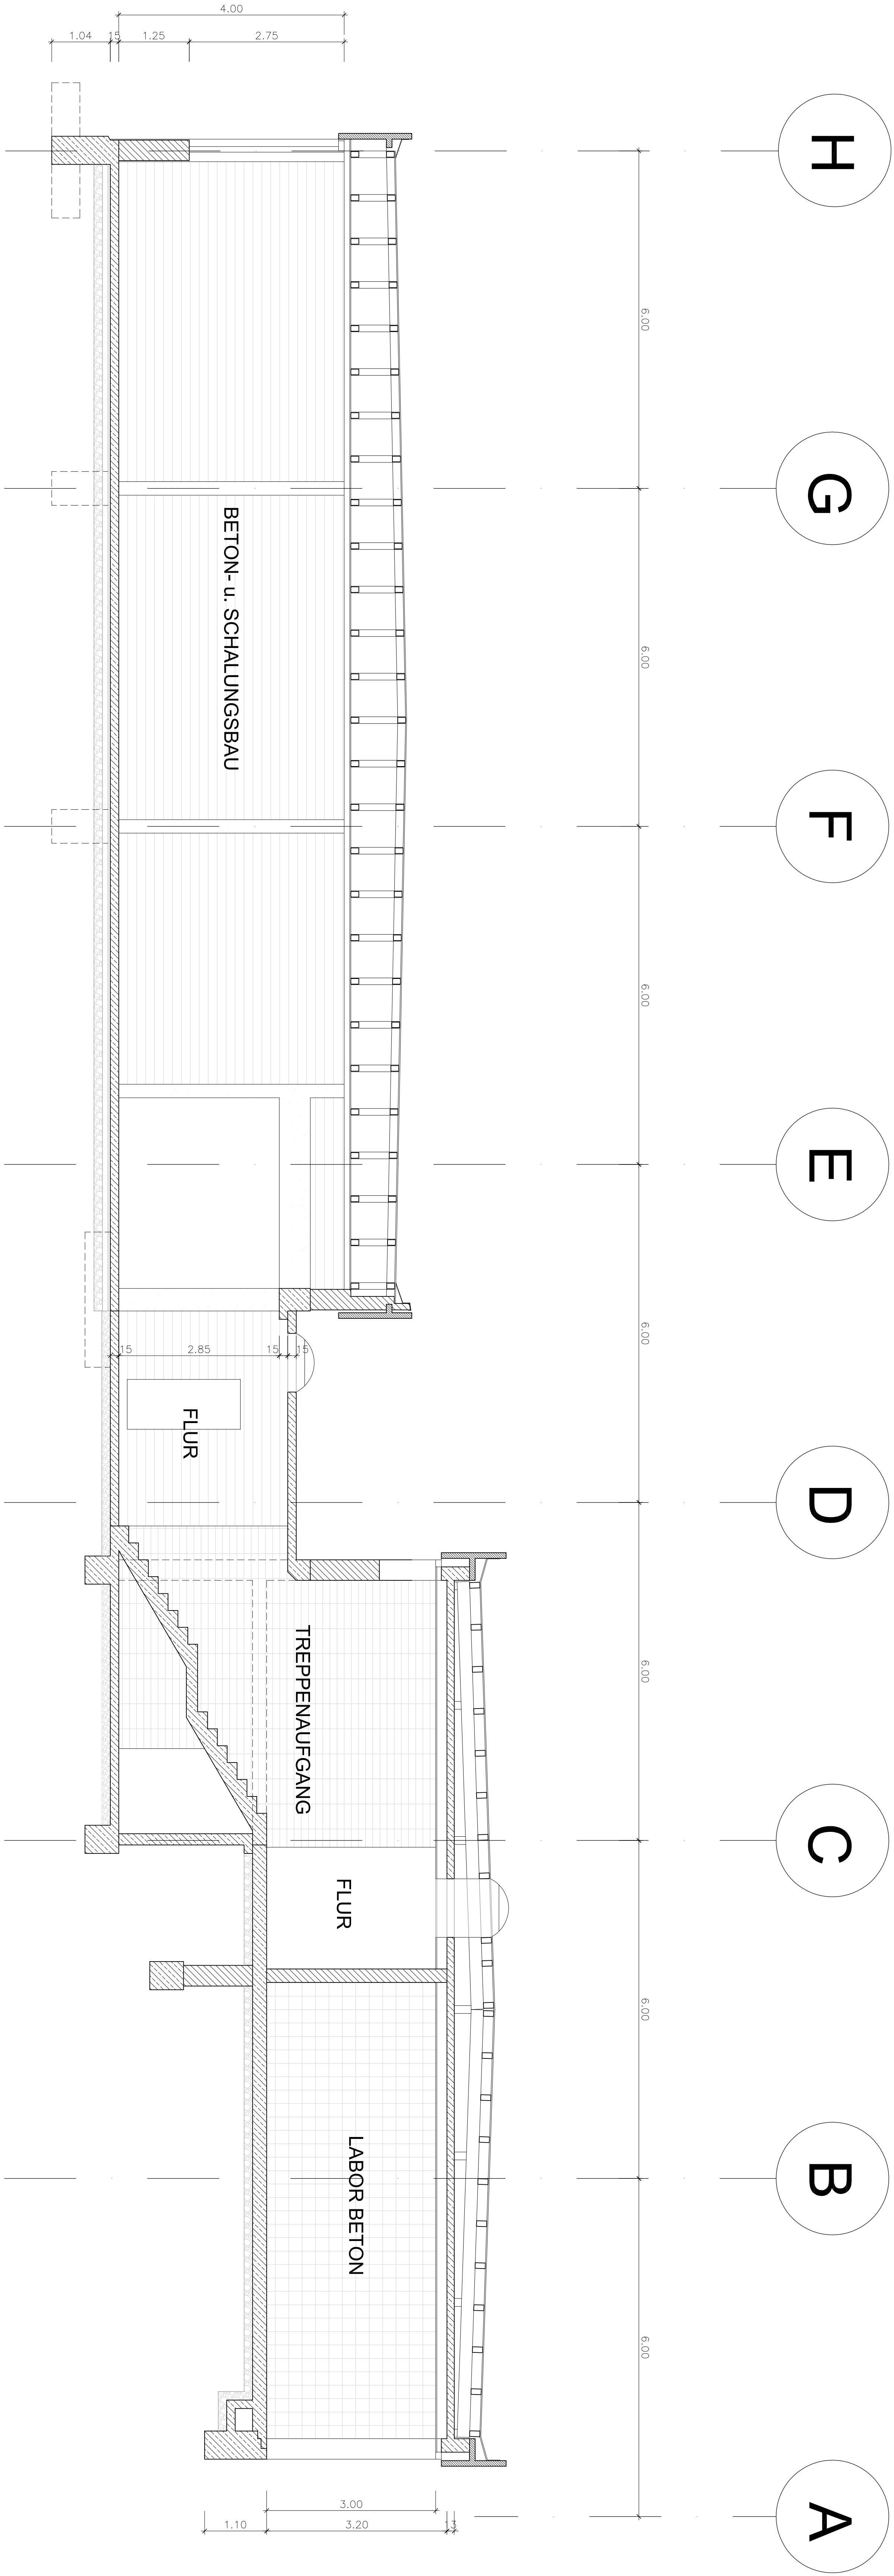 4.00
1.04 15 1.25 2.75
H
6.00
G
BETON- u. SCHALUNGSBAU
6.00
F
6.00
E
6.00
15 2.85 15 15
FLUR
D
TREPPENAUFGANG
6.00
C
FLUR
6.00
B
LABOR BETON
6.00
A
3.00
1.10 3.20 13